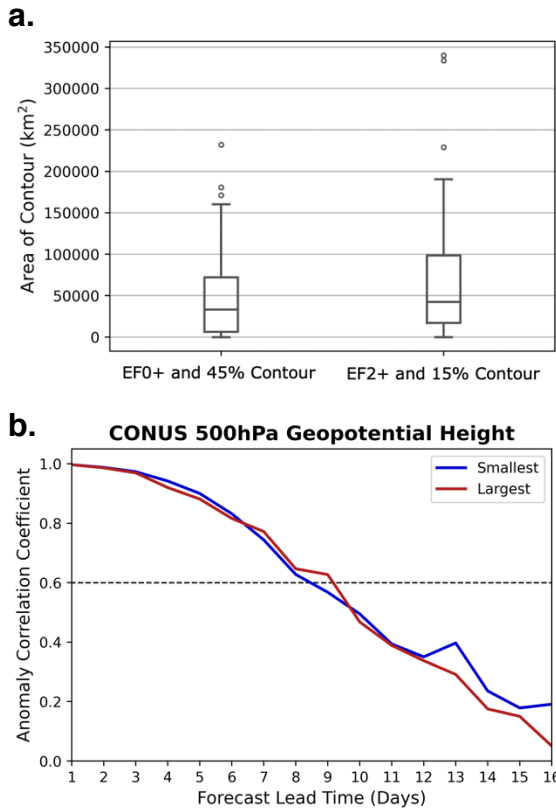 a.
350000
300000
250000
200000
150000
100000
50000
0
Area of Contour (km²)
EF0+ and 45% Contour
EF2+ and 15% Contour
b.
CONUS 500hPa Geopotential Height
1.0
0.8
0.6
0.4
0.2
0.0
Anomaly Correlation Coefficient
Smallest
Largest
1 2 3 4 5 6 7 8 9 10 11 12 13 14 15 16
Forecast Lead Time (Days)